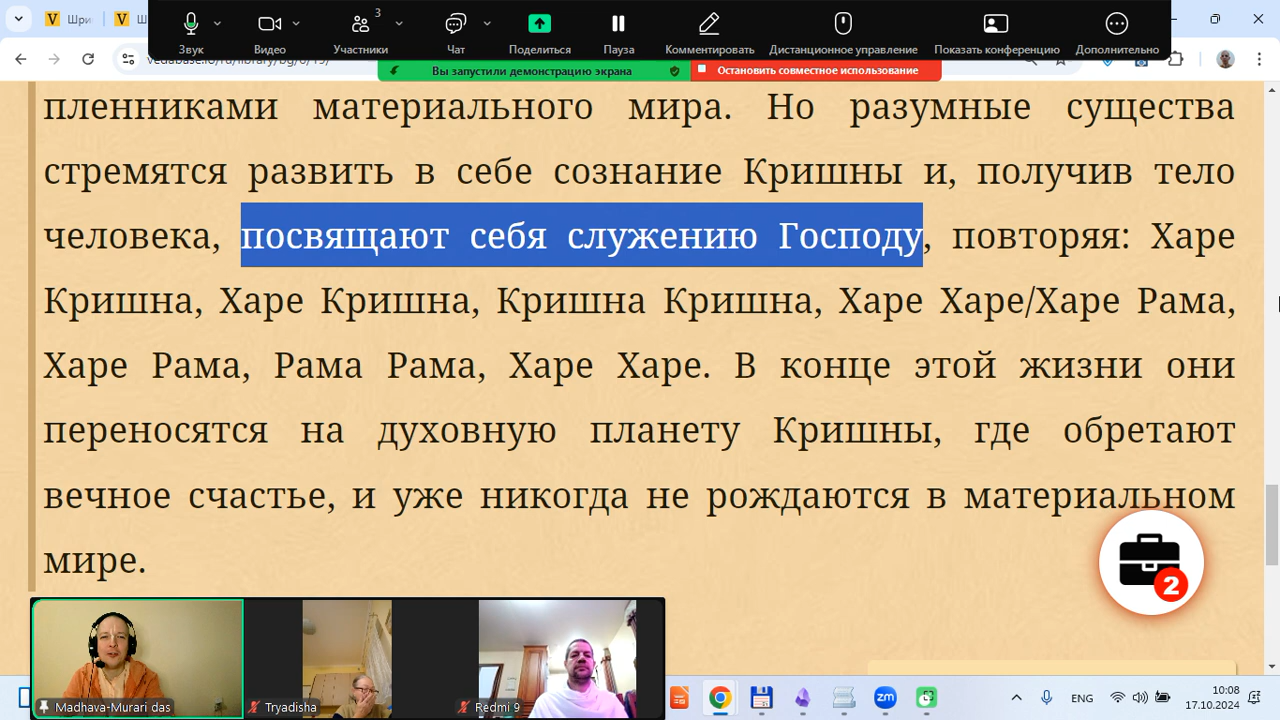 Шри
Ш
3
Звук
Видео
Участники
Чат
Поделиться
Пауза
Комментировать
Дистанционное управление
Показать конференцию
Дополнительно
Вы запустили демонстрацию экрана
Остановить совместное использование
пленниками материального мира. Но разумные существа
стремятся развить в себе сознание Кришны и, получив тело
человека, посвящают себя служению Господу, повторяя: Харе
Кришна, Харе Кришна, Кришна Кришна, Харе Харе/Харе Рама,
Харе Рама, Рама Рама, Харе Харе. В конце этой жизни они
переносятся на духовную планету Кришны, где обретают
вечное счастье, и уже никогда не рождаются в материальном
мире.
2
Madhava-Murari das
Tryadisha
Redmi 9
zm
ENG
10:08
17.10.2024